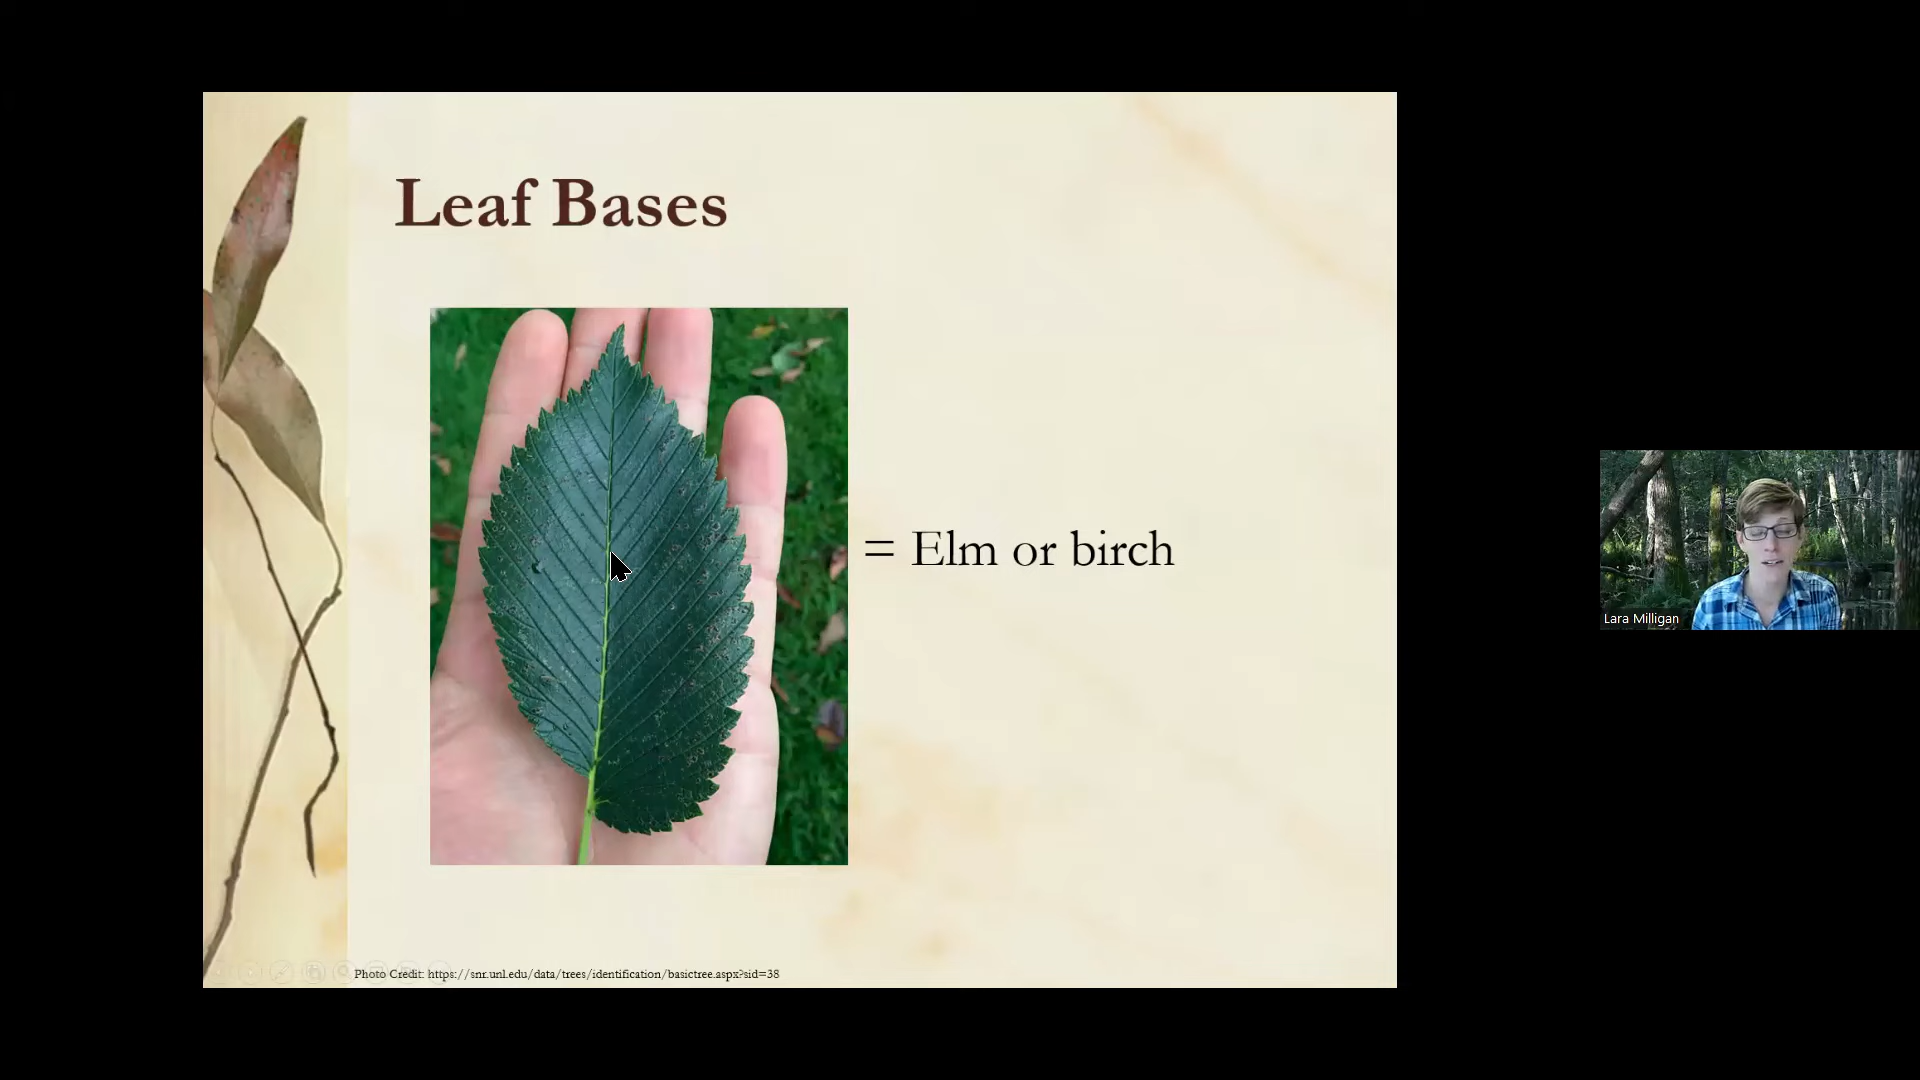 Leaf Bases
= Elm or birch
Lara Milligan
Photo Credit: https://snr.unl.edu/data/trees/identification/basictree.aspx?sid=38